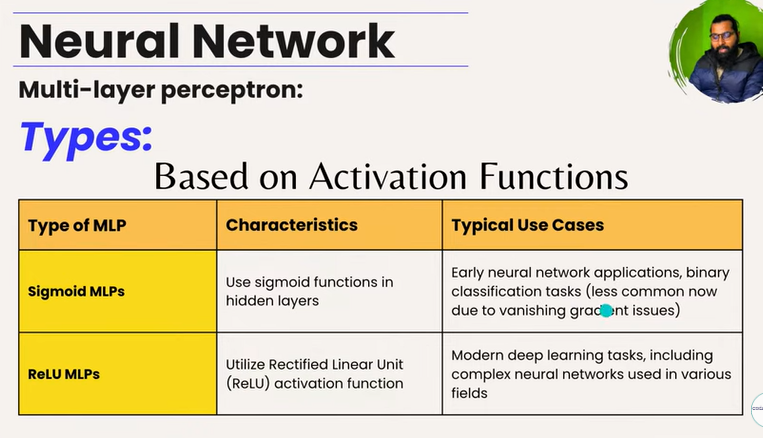 Neural Network
Multi-layer perceptron:
Types:
Based on Activation Functions
Type of MLP
Characteristics
Typical Use Cases
Sigmoid MLPs
Use sigmoid functions in
hidden layers
Early neural network applications, binary
classification tasks (less common now
due to vanishing gradient issues)
ReLU MLPs
Utilize Rectified Linear Unit
(ReLU) activation function
Modern deep learning tasks, including
complex neural networks used in various
fields